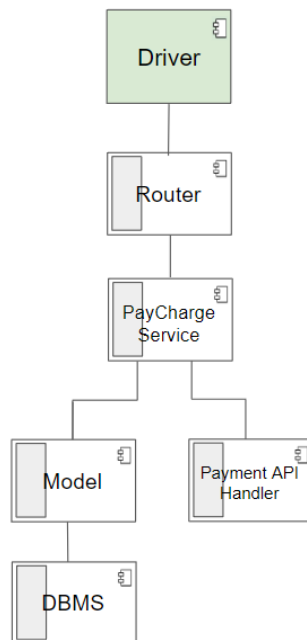 Driver
Router
PayCharge
Service
Model
Payment API
Handler
DBMS